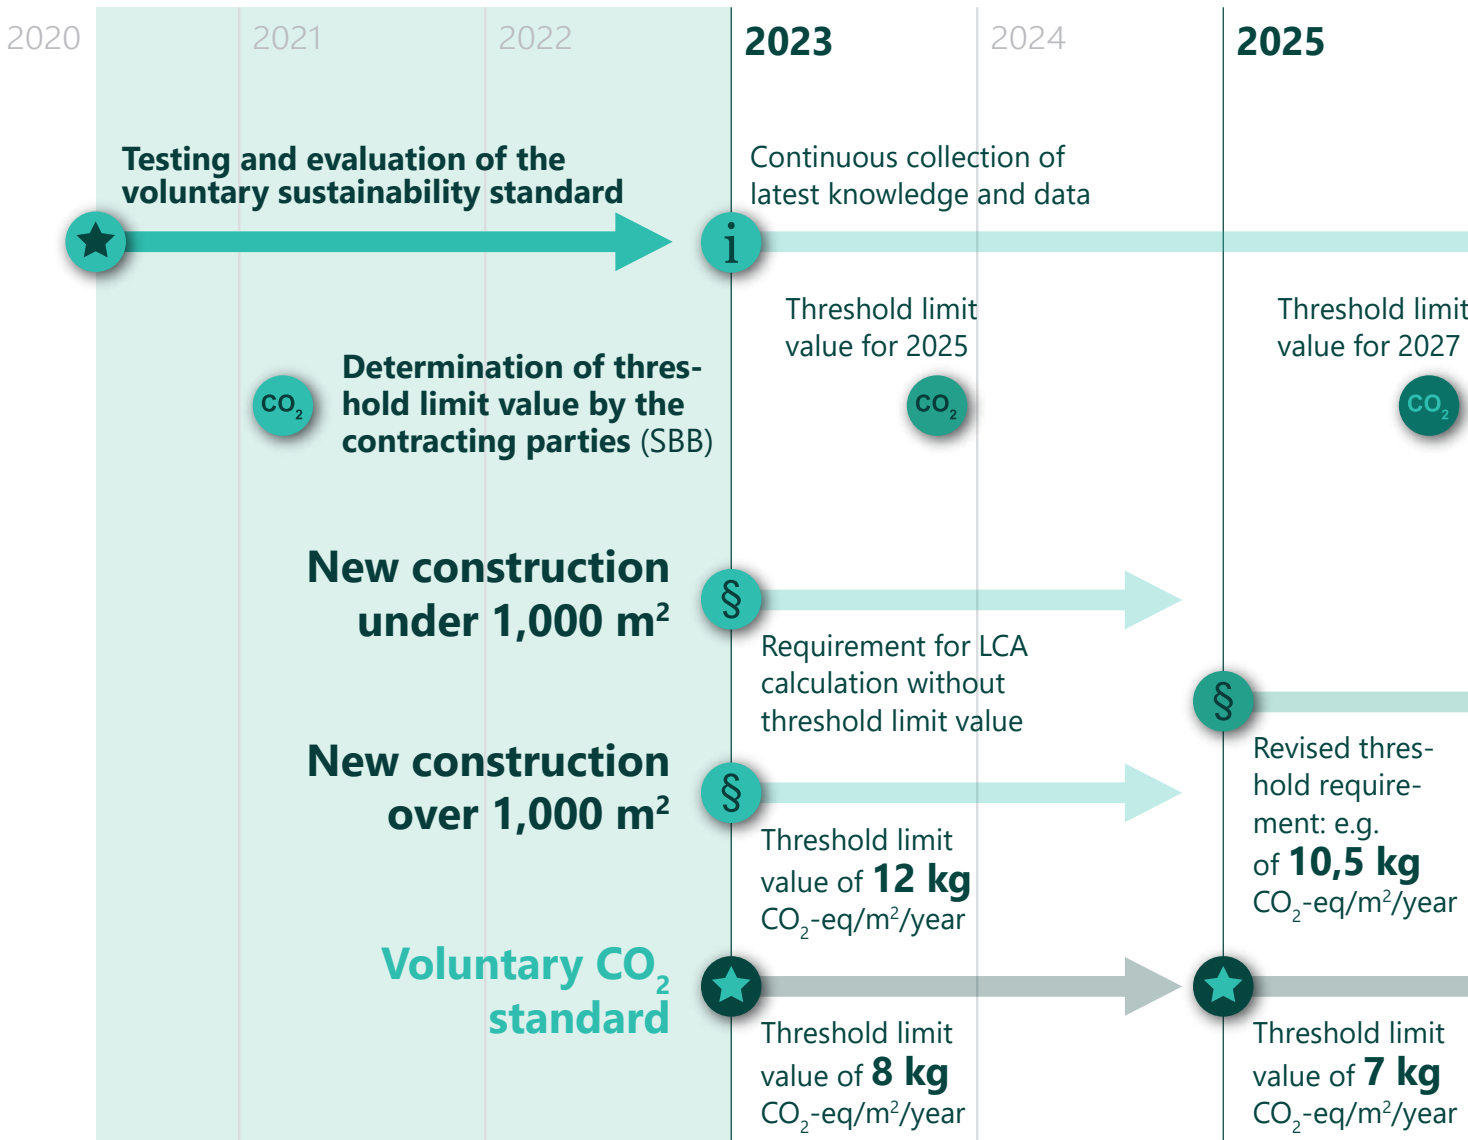 2020
2021
2022
2023
2024
2025
Testing and evaluation of the
voluntary sustainability standard
i
Continuous collection of
latest knowledge and data
CO₂
Determination of thres-
hold limit value by the
contracting parties (SBB)
Threshold limit
value for 2025
CO₂
Threshold limit
value for 2027
CO₂
New construction
under 1,000 m²
§
Requirement for LCA
calculation without
threshold limit value
New construction
over 1,000 m²
§
Threshold limit
value of 12 kg
CO₂-eq/m²/year
§
Revised thres-
hold require-
ment: e.g.
of 10,5 kg
CO₂-eq/m²/year
Voluntary CO₂
standard
Threshold limit
value of 8 kg
CO₂-eq/m²/year
Threshold limit
value of 7 kg
CO₂-eq/m²/year